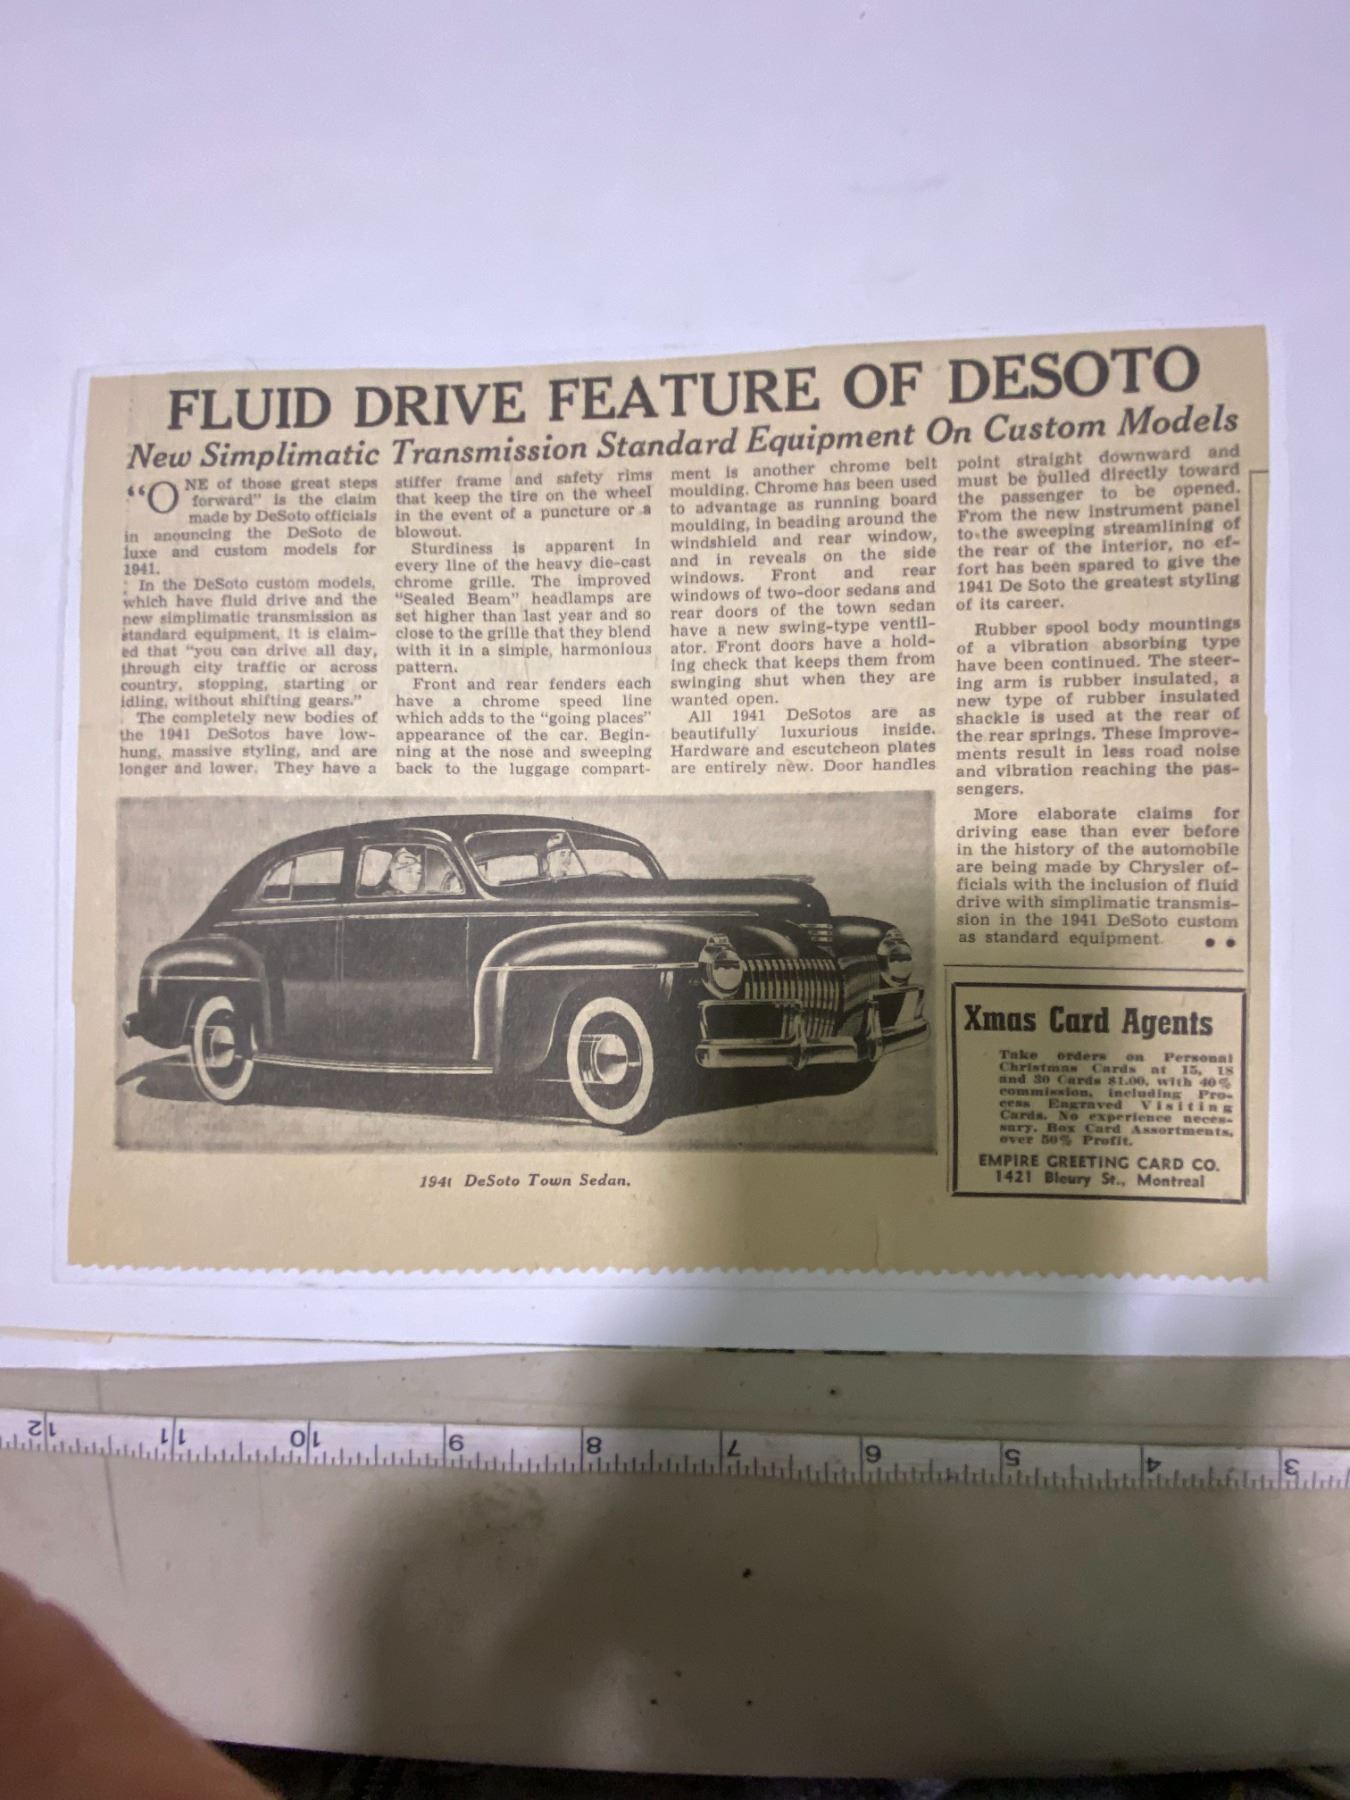 FLUID DRIVE FEATURE OF DESOTO
New Simplimatic Transmission Standard Equipment On Custom Models
"ONE of those great steps
forward" is the claim
made by DeSoto officials
in anouncing the DeSoto de
luxe and custom models for
1941.
In the DeSoto custom models,
which have fluid drive and the
new simplimatic transmission as
standard equipment, it is claim-
ed that "you can drive all day,
through city traffic or across
country, stopping, starting or
idling, without shifting gears."
The completely new bodies of
the 1941 DeSotos have low-
hung, massive styling, and are
longer and lower. They have a
stiffer frame and safety rims
that keep the tire on the wheel
in the event of a puncture or a
blowout.
Sturdiness is apparent in
every line of the heavy die-cast
chrome grille. The improved
"Sealed Beam" headlamps are
set higher than last year and so
close to the grille that they blend
with it in a simple, harmonious
pattern.
Front and rear fenders each
have a chrome speed line
which adds to the "going places"
appearance of the car. Begin-
ning at the nose and sweeping
back to the luggage compart-
ment is another chrome belt
moulding. Chrome has been used
to advantage as running board
moulding, in beading around the
windshield and rear window,
and in reveals on the side
windows. Front and rear
windows of two-door sedans and
rear doors of the town sedan
have a new swing-type ventil-
ator. Front doors have a hold-
ing check that keeps them from
swinging shut when they are
wanted open.
All 1941 DeSotos are as
beautifully luxurious inside.
Hardware and escutcheon plates
are entirely new. Door handles
point straight downward and
must be pulled directly toward
the passenger to be opened.
From the new instrument panel
to the sweeping streamlining of
the rear of the interior, no ef-
fort has been spared to give the
1941 De Soto the greatest styling
of its career.
Rubber spool body mountings
of a vibration absorbing type
have been continued. The steer-
ing arm is rubber insulated, a
new type of rubber insulated
shackle is used at the rear of
the rear springs. These improve-
ments result in less road noise
and vibration reaching the pas-
sengers.
More elaborate claims for
driving ease than ever before
in the history of the automobile
are being made by Chrysler of-
ficials with the inclusion of fluid
drive with simplimatic transmis-
sion in the 1941 DeSoto custom
as standard equipment. ● ●
1941 DeSoto Town Sedan.
Xmas Card Agents
Take orders on Personal
Christmas Cards at 15, 18
and 30 Cards $1.00, with 40%
commission, including Pro-
cess Engraved Visiting
Cards. No experience neces-
sary. Box Card Assortments,
over 50% Profit.
EMPIRE GREETING CARD CO.
1421 Bleury St., Montreal
12 11 10 9 8 7 6 5 4 3